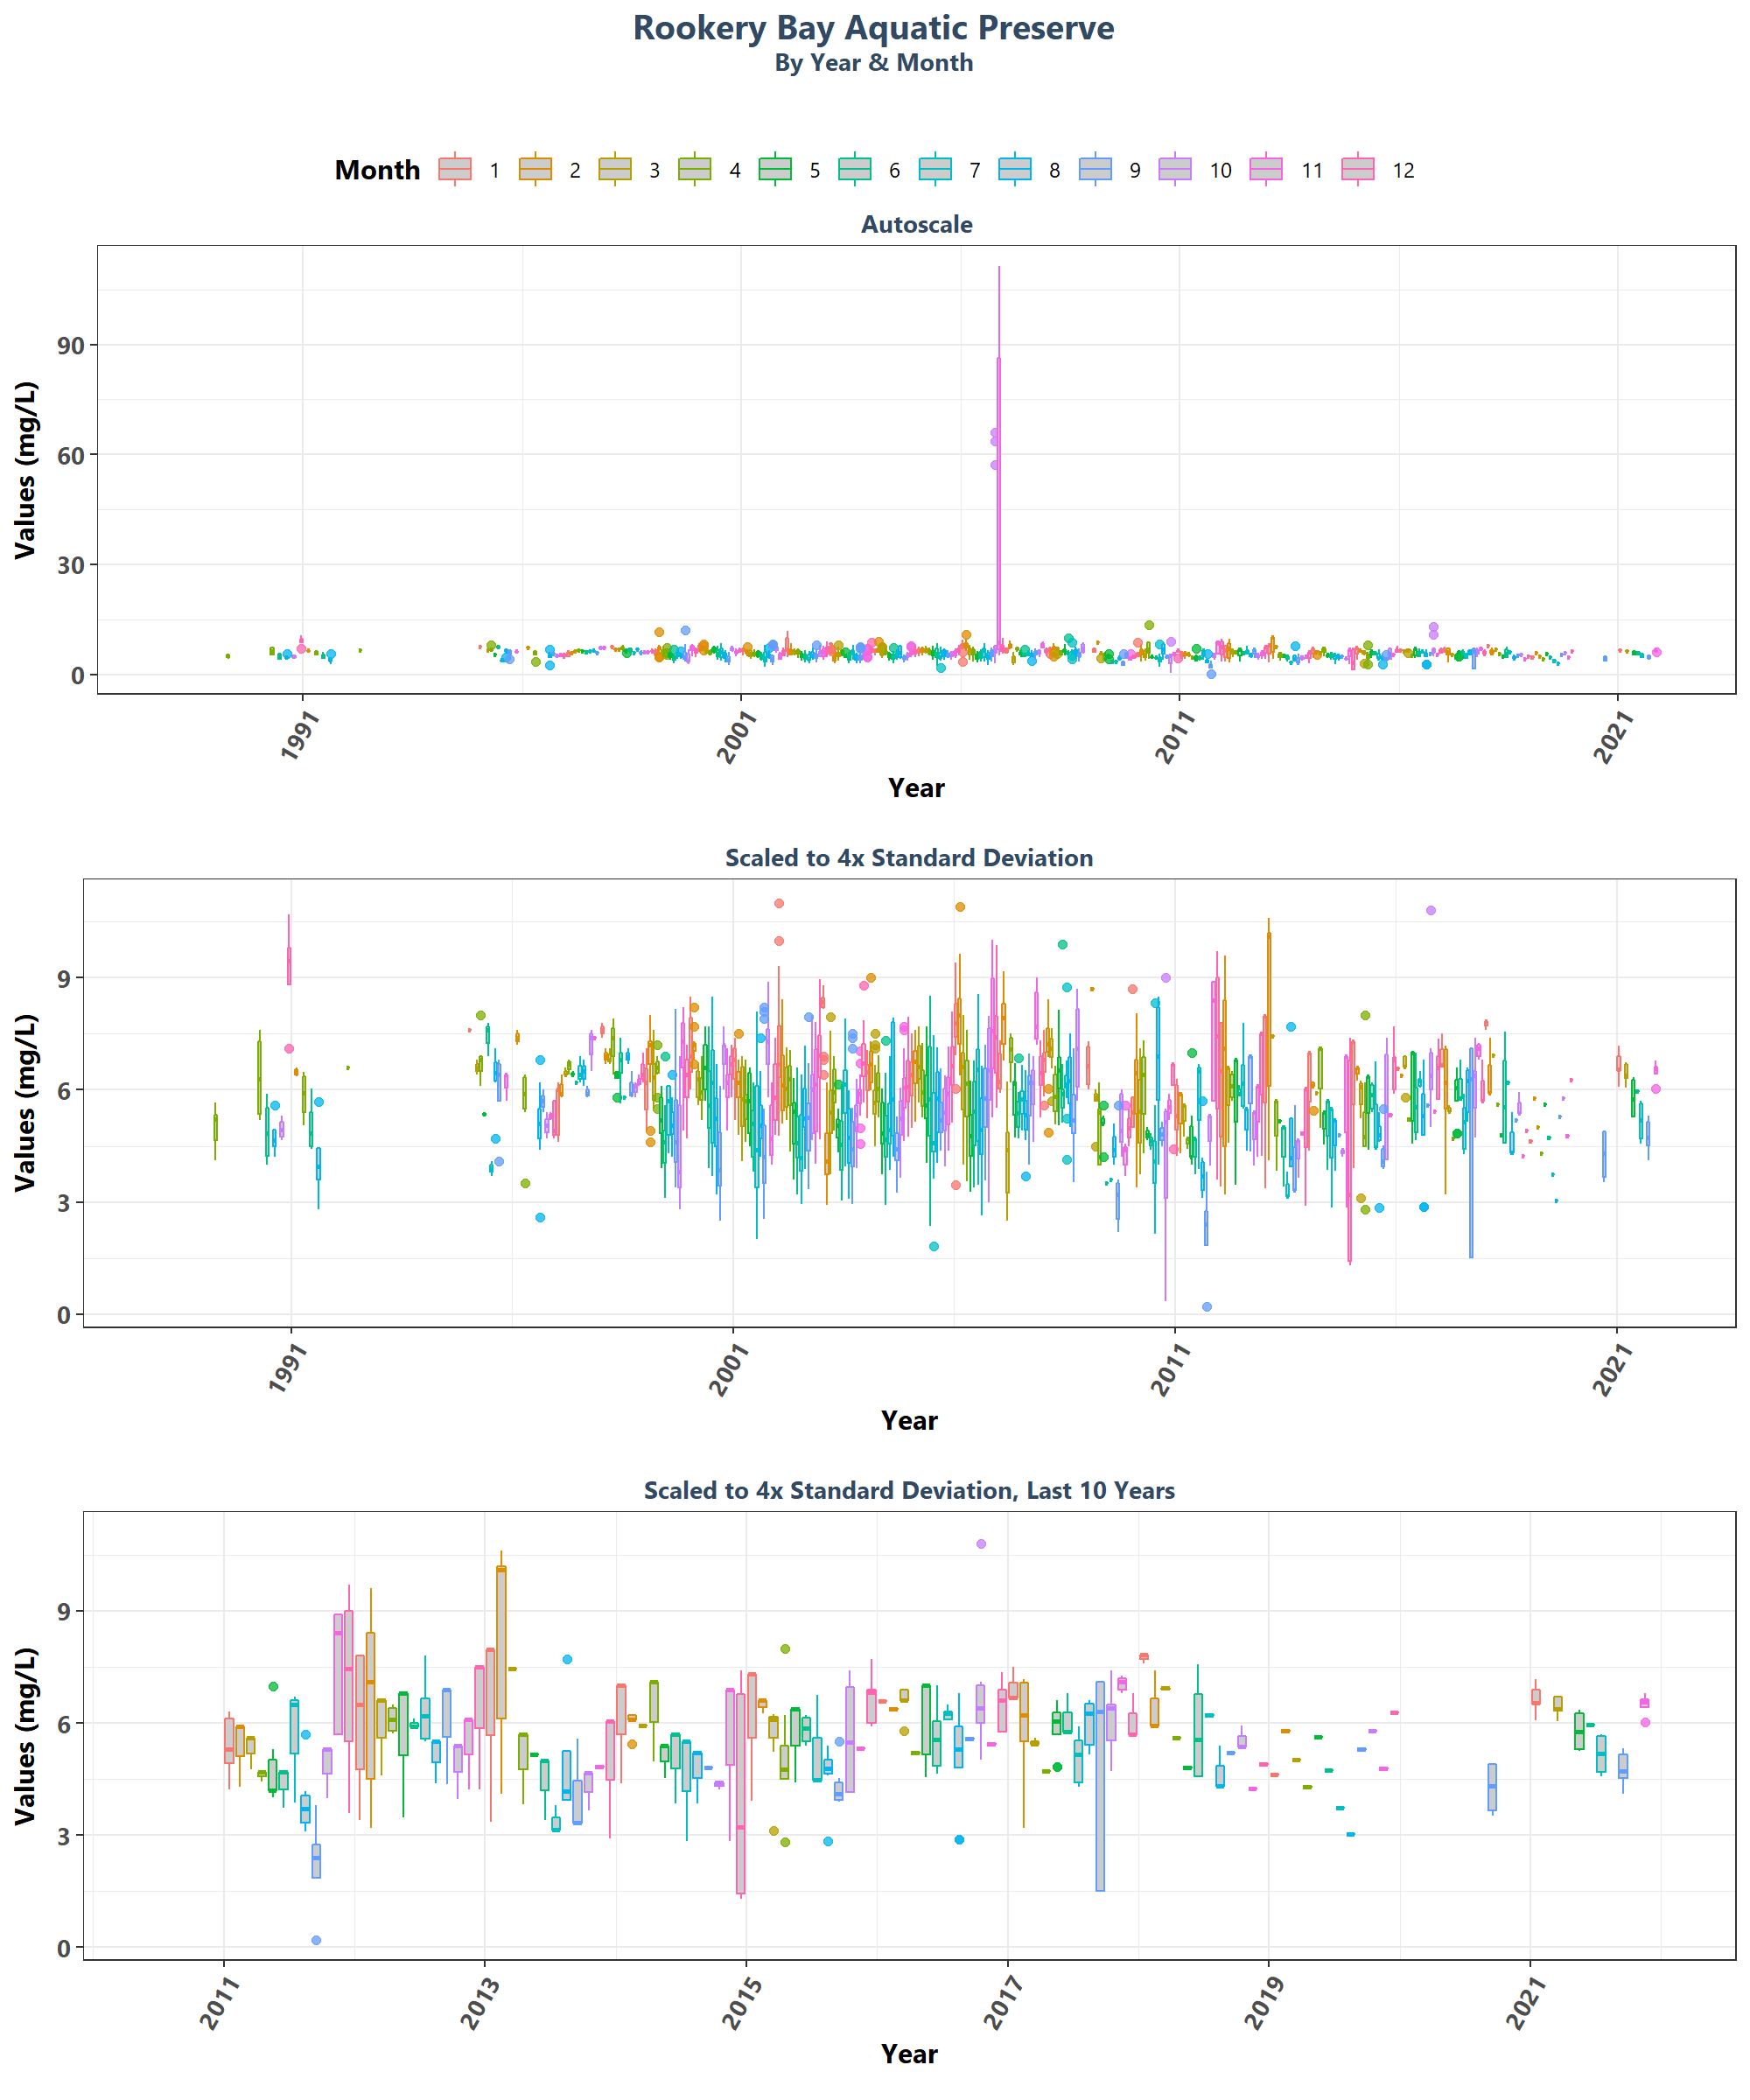 Rookery Bay Aquatic Preserve
By Year & Month
Month 1 2 3 4 5 6 7 8 9 10 11 12
Autoscale
Values (mg/L)
90
60
30
0
1991 2001 2011 2021
Year
Scaled to 4x Standard Deviation
Values (mg/L)
9
6
3
0
1991 2001 2011 2021
Year
Scaled to 4x Standard Deviation, Last 10 Years
Values (mg/L)
9
6
3
0
2011 2013 2015 2017 2019 2021
Year